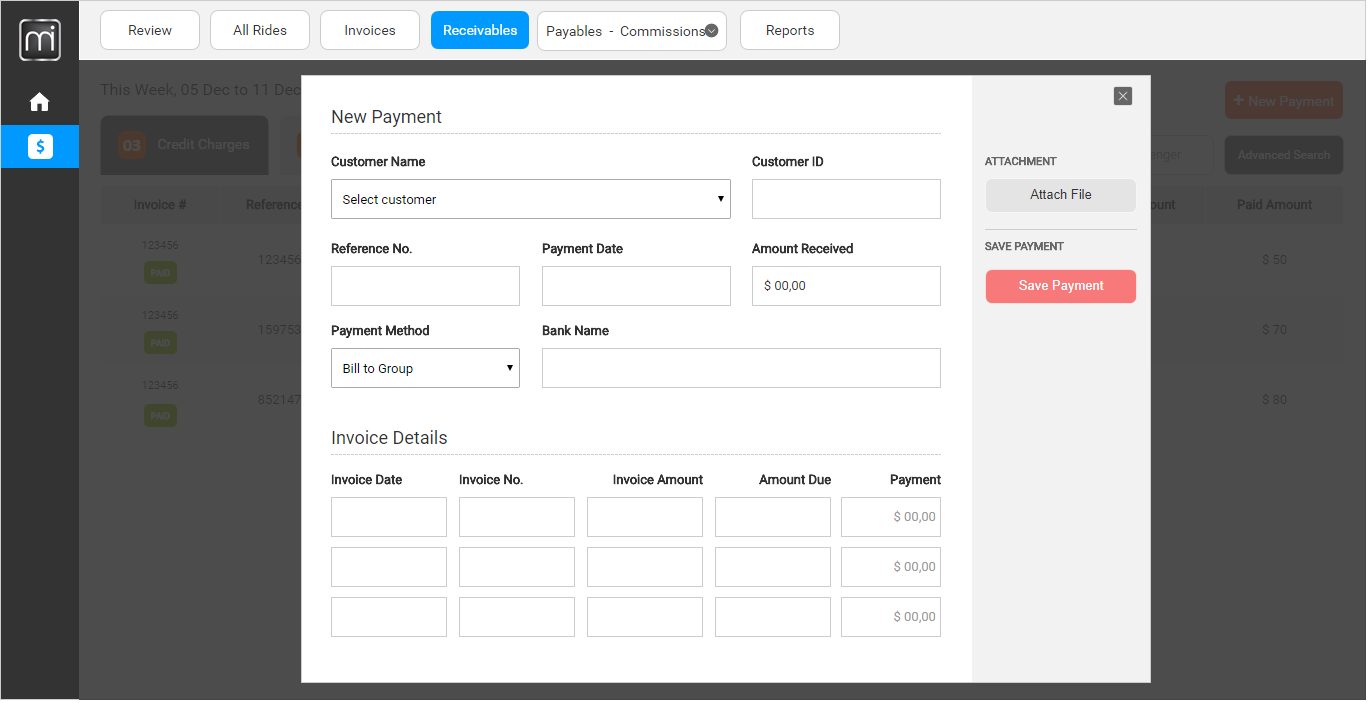 mi
Review All Rides Invoices Receivables Payables - Commissions Reports
This Week, 05 Dec to 11 Dec
+ New Payment
03 Credit Charges
enger Advanced Search
Invoice # Reference ount Paid Amount
123456
PAID
123456 $ 50
123456
PAID
159753 $ 70
123456
PAID
852147 $ 80
New Payment
Customer Name Customer ID
Select customer
Reference No. Payment Date Amount Received
$ 00,00
Payment Method Bank Name
Bill to Group
Invoice Details
Invoice Date Invoice No. Invoice Amount Amount Due Payment
$ 00,00
$ 00,00
$ 00,00
ATTACHMENT
Attach File
SAVE PAYMENT
Save Payment